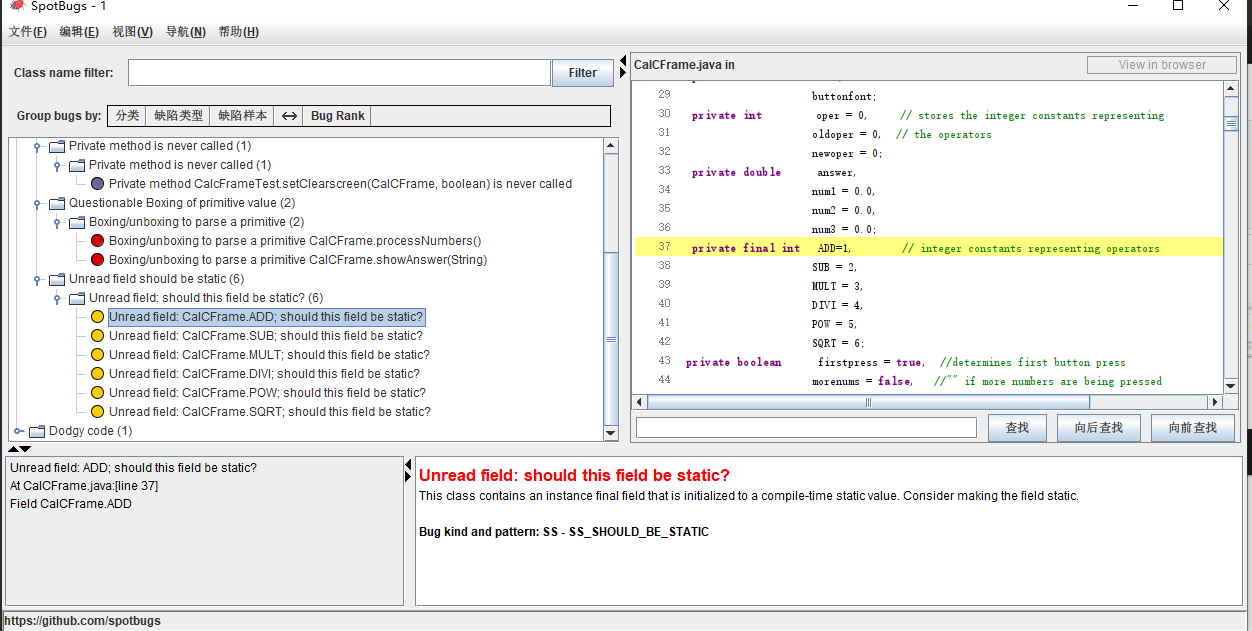 SpotBugs - 1
文件(F) 编辑(E) 视图(V) 导航(N) 帮助(H)
Class name filter:
Filter
Group bugs by: 分类 缺陷类型 缺陷样本 Bug Rank
Private method is never called (1)
Private method is never called (1)
Private method CalcFrameTest.setClearscreen(CalCFrame, boolean) is never called
Questionable Boxing of primitive value (2)
Boxing/unboxing to parse a primitive (2)
Boxing/unboxing to parse a primitive CalCFrame.processNumbers()
Boxing/unboxing to parse a primitive CalCFrame.showAnswer(String)
Unread field should be static (6)
Unread field: should this field be static? (6)
Unread field: CalCFrame.ADD; should this field be static?
Unread field: CalCFrame.SUB; should this field be static?
Unread field: CalCFrame.MULT; should this field be static?
Unread field: CalCFrame.DIVI; should this field be static?
Unread field: CalCFrame.POW; should this field be static?
Unread field: CalCFrame.SQRT; should this field be static?
Dodgy code (1)
CalCFrame.java in
View in browser
29 buttonfont;
30 private int oper = 0, // stores the integer constants representing
31 oldoper = 0, // the operators
32 newoper = 0;
33 private double answer,
34 num1 = 0.0,
35 num2 = 0.0,
36 num3 = 0.0;
37 private final int ADD=1, // integer constants representing operators
38 SUB = 2,
39 MULT = 3,
40 DIVI = 4,
41 POW = 5,
42 SQRT = 6;
43 private boolean firstpress = true, //determines first button press
44 morenums = false, //"" if more numbers are being pressed
查找 向后查找 向前查找
Unread field: ADD; should this field be static?
At CalCFrame.java:[line 37]
Field CalCFrame.ADD
Unread field: should this field be static?
This class contains an instance final field that is initialized to a compile-time static value. Consider making the field static.
Bug kind and pattern: SS - SS_SHOULD_BE_STATIC
https://github.com/spotbugs